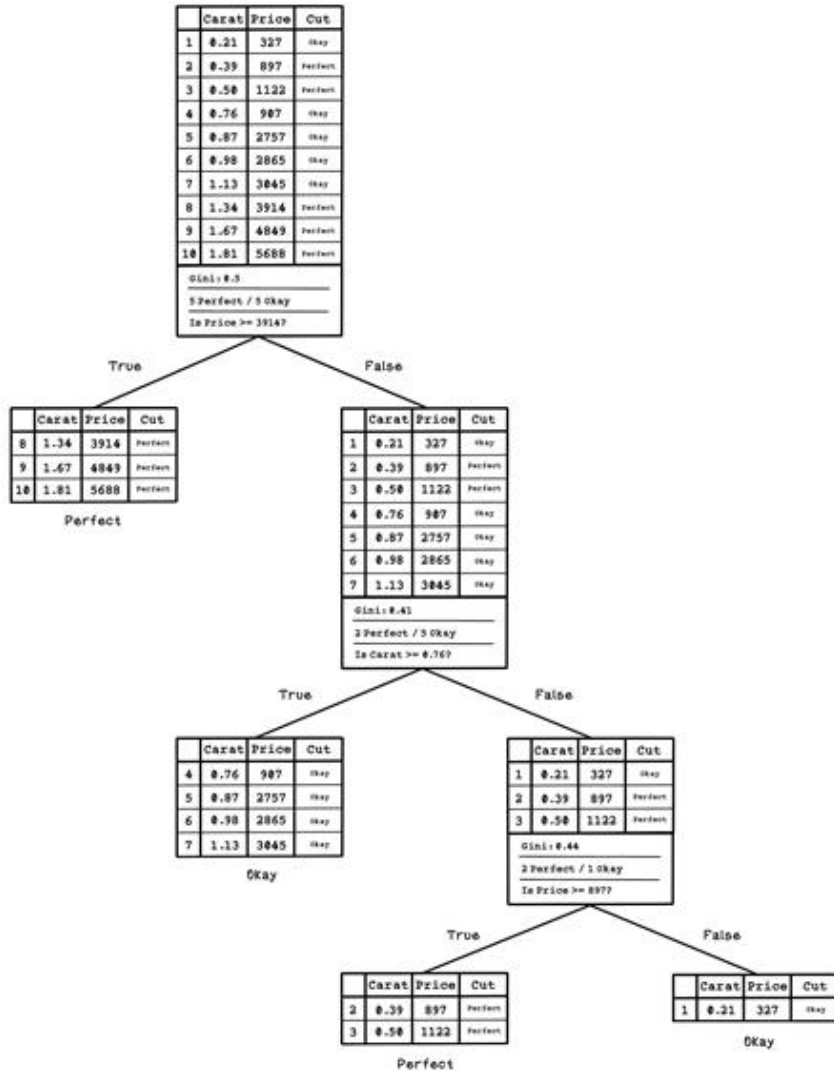 Carat Price Cut
1 0.21 327 Okay
2 0.39 897 Perfect
3 0.50 1122 Perfect
4 0.76 907 Okay
5 0.87 2757 Okay
6 0.98 2865 Okay
7 1.13 3045 Okay
8 1.34 3914 Perfect
9 1.67 4849 Perfect
10 1.81 5688 Perfect
Gini: 0.5
5 Perfect / 5 Okay
Is Price >= 3914?
True
False
Carat Price Cut
8 1.34 3914 Perfect
9 1.67 4849 Perfect
10 1.81 5688 Perfect
Perfect
Carat Price Cut
1 0.21 327 Okay
2 0.39 897 Perfect
3 0.50 1122 Perfect
4 0.76 907 Okay
5 0.87 2757 Okay
6 0.98 2865 Okay
7 1.13 3045 Okay
Gini: 0.41
2 Perfect / 5 Okay
Is Carat >= 0.76?
True
False
Carat Price Cut
4 0.76 907 Okay
5 0.87 2757 Okay
6 0.98 2865 Okay
7 1.13 3045 Okay
Okay
Carat Price Cut
1 0.21 327 Okay
2 0.39 897 Perfect
3 0.50 1122 Perfect
Gini: 0.44
2 Perfect / 1 Okay
Is Price >= 897?
True
False
Carat Price Cut
2 0.39 897 Perfect
3 0.50 1122 Perfect
Perfect
Carat Price Cut
1 0.21 327 Okay
Okay